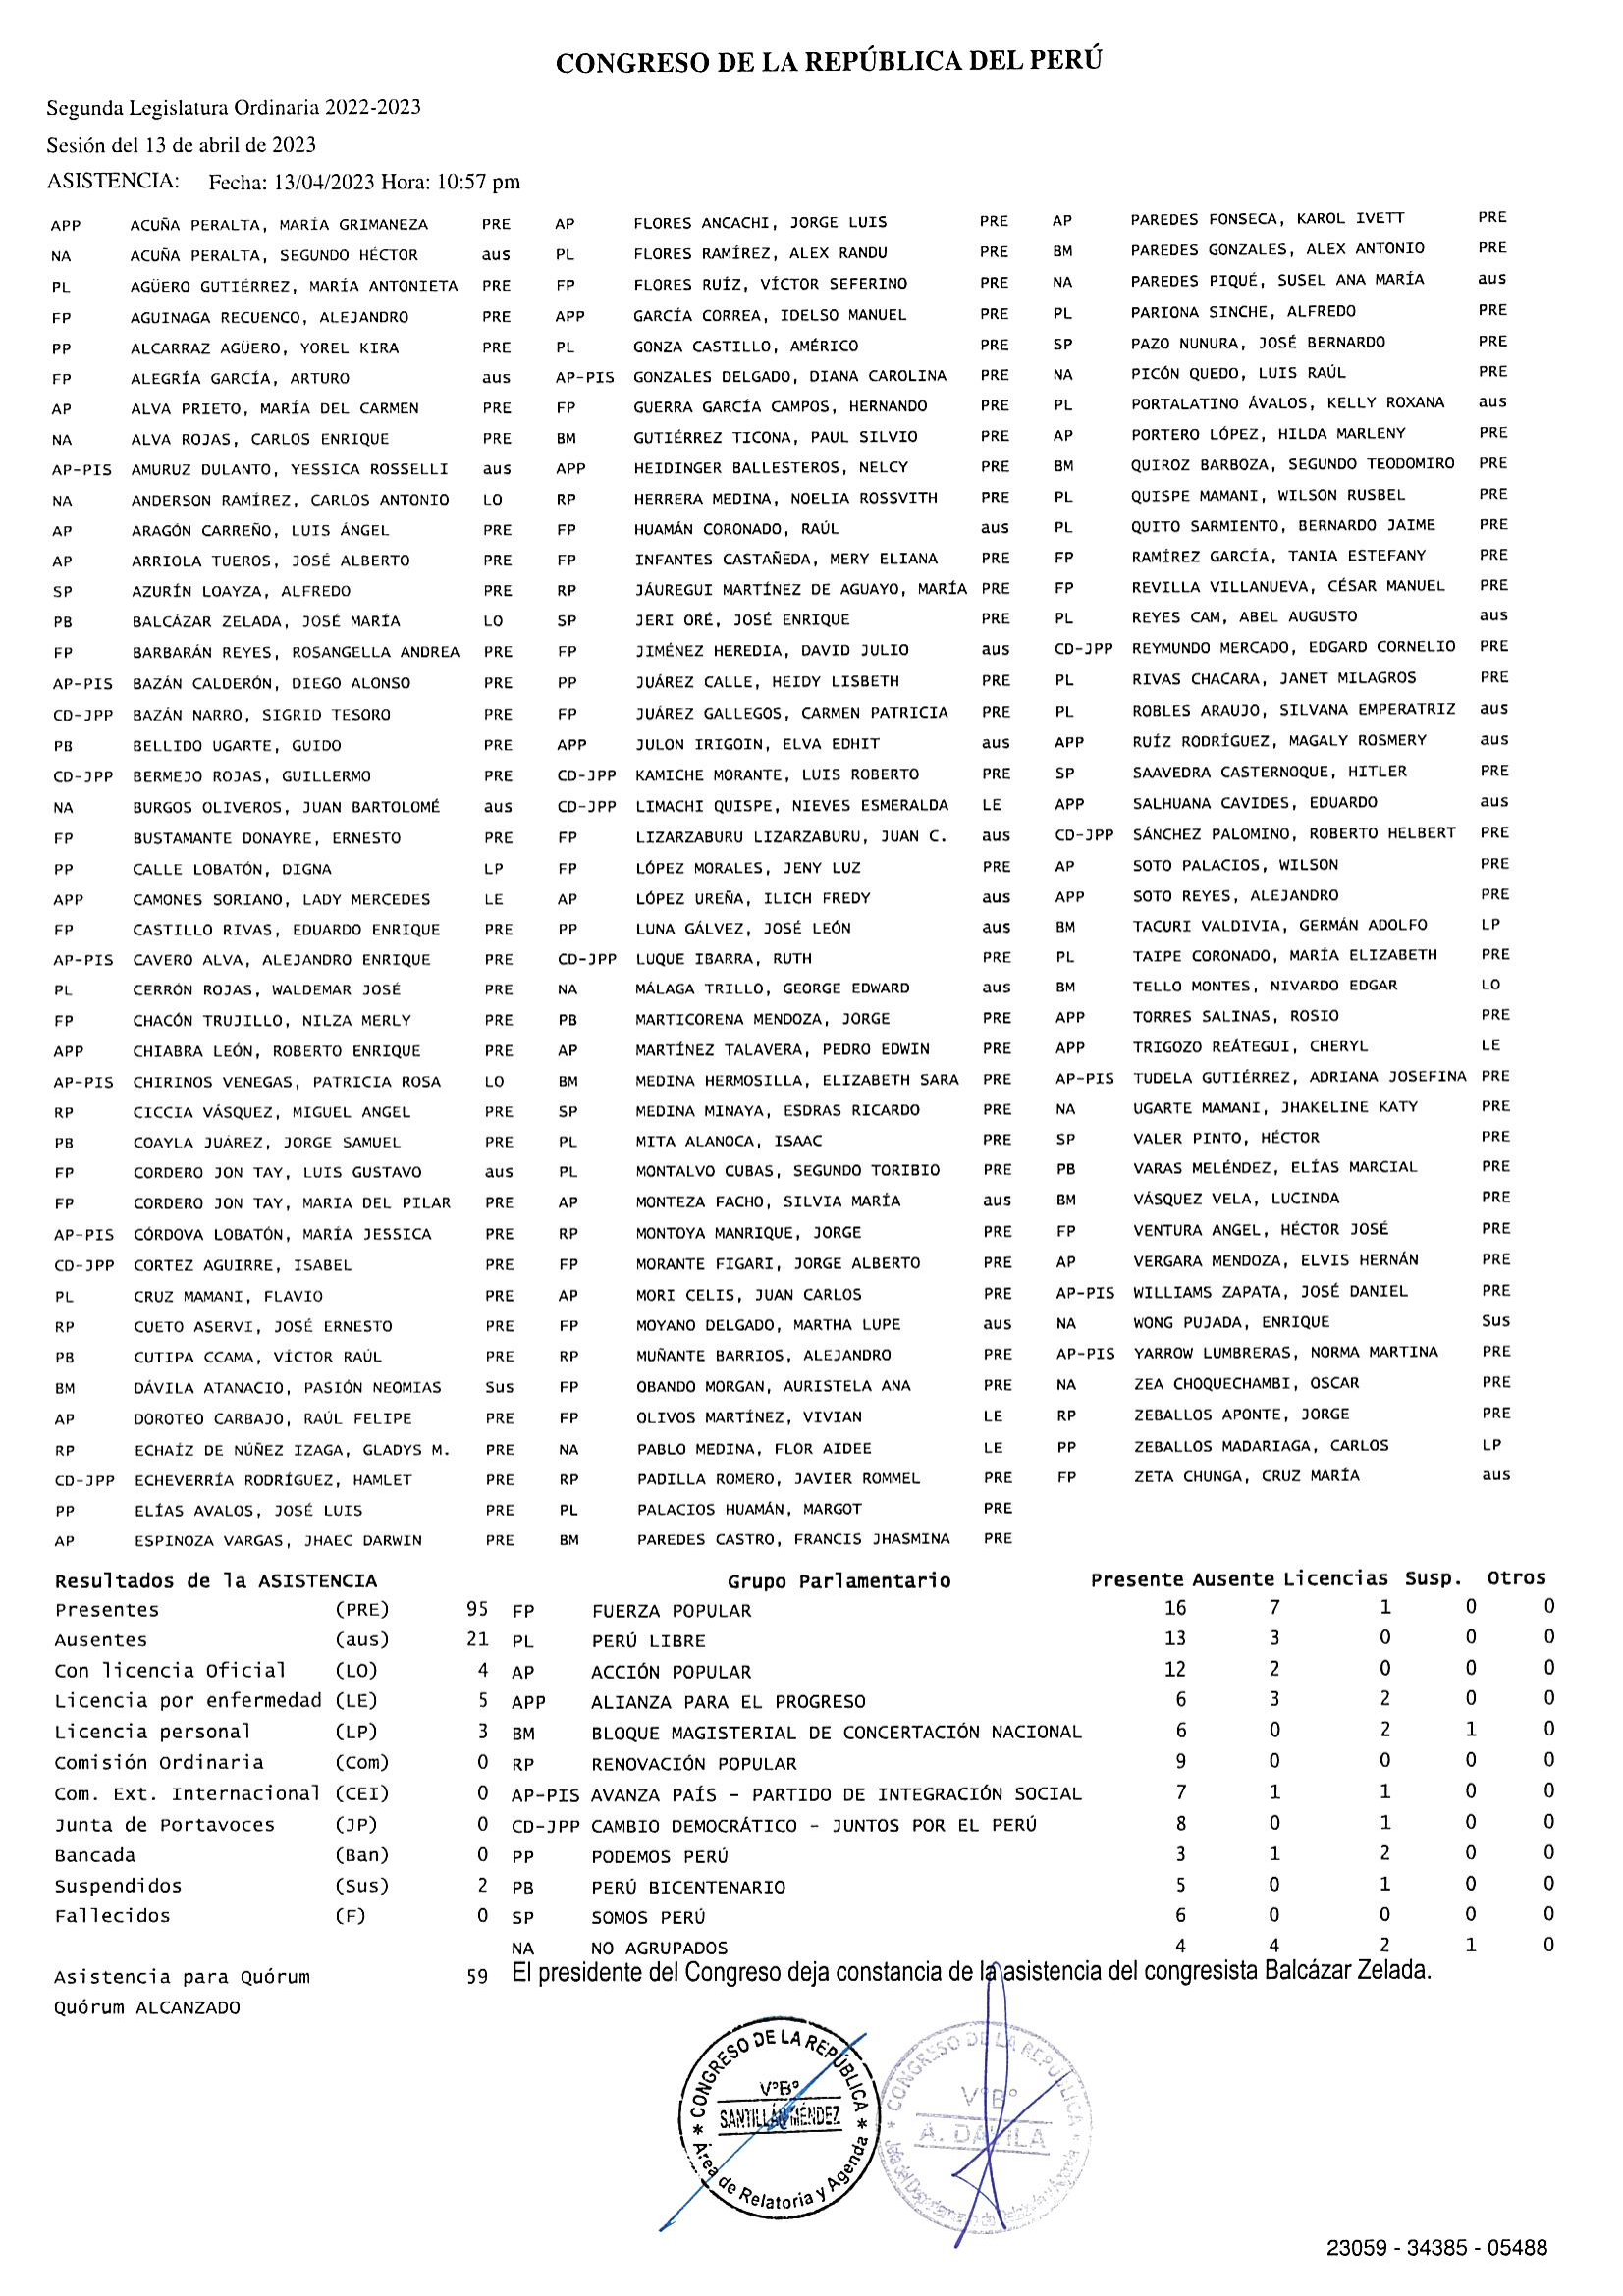 CONGRESO DE LA REPÚBLICA DEL PERÚ
Segunda Legislatura Ordinaria 2022-2023
Sesión del 13 de abril de 2023
ASISTENCIA: Fecha: 13/04/2023 Hora: 10:57 pm
APP ACUÑA PERALTA, MARÍA GRIMANEZA PRE AP FLORES ANCACHI, JORGE LUIS PRE AP PAREDES FONSECA, KAROL IVETT PRE
NA ACUÑA PERALTA, SEGUNDO HÉCTOR aus PL FLORES RAMÍREZ, ALEX RANDU PRE BM PAREDES GONZALES, ALEX ANTONIO PRE
PL AGÜERO GUTIÉRREZ, MARÍA ANTONIETA PRE FP FLORES RUÍZ, VÍCTOR SEFERINO PRE NA PAREDES PIQUÉ, SUSEL ANA MARÍA aus
FP AGUINAGA RECUENCO, ALEJANDRO PRE APP GARCÍA CORREA, IDELSO MANUEL PRE PL PARIONA SINCHE, ALFREDO PRE
PP ALCARRAZ AGÜERO, YOREL KIRA PRE PL GONZA CASTILLO, AMÉRICO PRE SP PAZO NUNURA, JOSÉ BERNARDO PRE
FP ALEGRÍA GARCÍA, ARTURO aus AP-PIS GONZALES DELGADO, DIANA CAROLINA PRE NA PICÓN QUEDO, LUIS RAÚL PRE
AP ALVA PRIETO, MARÍA DEL CARMEN PRE FP GUERRA GARCÍA CAMPOS, HERNANDO PRE PL PORTALATINO ÁVALOS, KELLY ROXANA aus
NA ALVA ROJAS, CARLOS ENRIQUE PRE BM GUTIÉRREZ TICONA, PAUL SILVIO PRE AP PORTERO LÓPEZ, HILDA MARLENY PRE
AP-PIS AMURUZ DULANTO, YESSICA ROSSELLI aus APP HEIDINGER BALLESTEROS, NELCY PRE BM QUIROZ BARBOZA, SEGUNDO TEODOMIRO PRE
NA ANDERSON RAMÍREZ, CARLOS ANTONIO LO RP HERRERA MEDINA, NOELIA ROSSVITH PRE PL QUISPE MAMANI, WILSON RUSBEL PRE
AP ARAGÓN CARREÑO, LUIS ÁNGEL PRE FP HUAMÁN CORONADO, RAÚL aus PL QUITO SARMIENTO, BERNARDO JAIME PRE
AP ARRIOLA TUEROS, JOSÉ ALBERTO PRE FP INFANTES CASTAÑEDA, MERY ELIANA PRE FP RAMÍREZ GARCÍA, TANIA ESTEFANY PRE
SP AZURÍN LOAYZA, ALFREDO PRE RP JÁUREGUI MARTÍNEZ DE AGUAYO, MARÍA PRE FP REVILLA VILLANUEVA, CÉSAR MANUEL PRE
PB BALCÁZAR ZELADA, JOSÉ MARÍA LO SP JERI ORÉ, JOSÉ ENRIQUE PRE PL REYES CAM, ABEL AUGUSTO aus
FP BARBARÁN REYES, ROSANGELLA ANDREA PRE FP JIMÉNEZ HEREDIA, DAVID JULIO aus CD-JPP REYMUNDO MERCADO, EDGARD CORNELIO PRE
AP-PIS BAZÁN CALDERÓN, DIEGO ALONSO PRE PP JUÁREZ CALLE, HEIDY LISBETH PRE PL RIVAS CHACARA, JANET MILAGROS PRE
CD-JPP BAZÁN NARRO, SIGRID TESORO PRE FP JUÁREZ GALLEGOS, CARMEN PATRICIA PRE PL ROBLES ARAUJO, SILVANA EMPERATRIZ aus
PB BELLIDO UGARTE, GUIDO PRE APP JULON IRIGOIN, ELVA EDHIT aus APP RUÍZ RODRÍGUEZ, MAGALY ROSMERY aus
CD-JPP BERMEJO ROJAS, GUILLERMO PRE CD-JPP KAMICHE MORANTE, LUIS ROBERTO PRE SP SAAVEDRA CASTERNOQUE, HITLER PRE
NA BURGOS OLIVEROS, JUAN BARTOLOMÉ aus CD-JPP LIMACHI QUISPE, NIEVES ESMERALDA LE APP SALHUANA CAVIDES, EDUARDO aus
FP BUSTAMANTE DONAYRE, ERNESTO PRE FP LIZARZABURU LIZARZABURU, JUAN C. aus CD-JPP SÁNCHEZ PALOMINO, ROBERTO HELBERT PRE
PP CALLE LOBATÓN, DIGNA LP FP LÓPEZ MORALES, JENY LUZ PRE AP SOTO PALACIOS, WILSON PRE
APP CAMONES SORIANO, LADY MERCEDES LE AP LÓPEZ UREÑA, ILICH FREDY aus APP SOTO REYES, ALEJANDRO PRE
FP CASTILLO RIVAS, EDUARDO ENRIQUE PRE PP LUNA GÁLVEZ, JOSÉ LEÓN aus BM TACURI VALDIVIA, GERMÁN ADOLFO LP
AP-PIS CAVERO ALVA, ALEJANDRO ENRIQUE PRE CD-JPP LUQUE IBARRA, RUTH PRE PL TAIPE CORONADO, MARÍA ELIZABETH PRE
PL CERRÓN ROJAS, WALDEMAR JOSÉ PRE NA MÁLAGA TRILLO, GEORGE EDWARD aus BM TELLO MONTES, NIVARDO EDGAR LO
FP CHACÓN TRUJILLO, NILZA MERLY PRE PB MARTICORENA MENDOZA, JORGE PRE APP TORRES SALINAS, ROSIO PRE
APP CHIABRA LEÓN, ROBERTO ENRIQUE PRE AP MARTÍNEZ TALAVERA, PEDRO EDWIN PRE APP TRIGOZO REÁTEGUI, CHERYL LE
AP-PIS CHIRINOS VENEGAS, PATRICIA ROSA LO BM MEDINA HERMOSILLA, ELIZABETH SARA PRE AP-PIS TUDELA GUTIÉRREZ, ADRIANA JOSEFINA PRE
RP CICCIA VÁSQUEZ, MIGUEL ANGEL PRE SP MEDINA MINAYA, ESDRAS RICARDO PRE NA UGARTE MAMANI, JHAKELINE KATY PRE
PB COAYLA JUÁREZ, JORGE SAMUEL PRE PL MITA ALANOCA, ISAAC PRE SP VALER PINTO, HÉCTOR PRE
FP CORDERO JON TAY, LUIS GUSTAVO aus PL MONTALVO CUBAS, SEGUNDO TORIBIO PRE PB VARAS MELÉNDEZ, ELÍAS MARCIAL PRE
FP CORDERO JON TAY, MARIA DEL PILAR PRE AP MONTEZA FACHO, SILVIA MARÍA aus BM VÁSQUEZ VELA, LUCINDA PRE
AP-PIS CÓRDOVA LOBATÓN, MARÍA JESSICA PRE RP MONTOYA MANRIQUE, JORGE PRE FP VENTURA ANGEL, HÉCTOR JOSÉ PRE
CD-JPP CORTEZ AGUIRRE, ISABEL PRE FP MORANTE FIGARI, JORGE ALBERTO PRE AP VERGARA MENDOZA, ELVIS HERNÁN PRE
PL CRUZ MAMANI, FLAVIO PRE AP MORI CELIS, JUAN CARLOS PRE AP-PIS WILLIAMS ZAPATA, JOSÉ DANIEL PRE
RP CUETO ASERVI, JOSÉ ERNESTO PRE FP MOYANO DELGADO, MARTHA LUPE aus NA WONG PUJADA, ENRIQUE Sus
PB CUTIPA CCAMA, VÍCTOR RAÚL PRE RP MUÑANTE BARRIOS, ALEJANDRO PRE AP-PIS YARROW LUMBRERAS, NORMA MARTINA PRE
BM DÁVILA ATANACIO, PASIÓN NEOMIAS Sus FP OBANDO MORGAN, AURISTELA ANA PRE NA ZEA CHOQUECHAMBI, OSCAR PRE
AP DOROTEO CARBAJO, RAÚL FELIPE PRE FP OLIVOS MARTÍNEZ, VIVIAN LE RP ZEBALLOS APONTE, JORGE PRE
RP ECHAÍZ DE NÚÑEZ IZAGA, GLADYS M. PRE NA PABLO MEDINA, FLOR AIDEE LE PP ZEBALLOS MADARIAGA, CARLOS LP
CD-JPP ECHEVERRÍA RODRÍGUEZ, HAMLET PRE RP PADILLA ROMERO, JAVIER ROMMEL PRE FP ZETA CHUNGA, CRUZ MARÍA aus
PP ELÍAS AVALOS, JOSÉ LUIS PRE PL PALACIOS HUAMÁN, MARGOT PRE
AP ESPINOZA VARGAS, JHAEC DARWIN PRE BM PAREDES CASTRO, FRANCIS JHASMINA PRE
Resultados de la ASISTENCIA Grupo Parlamentario Presente Ausente Licencias Susp. Otros
Presentes (PRE) 95 FP FUERZA POPULAR 16 7 1 0 0
Ausentes (aus) 21 PL PERÚ LIBRE 13 3 0 0 0
Con licencia Oficial (LO) 4 AP ACCIÓN POPULAR 12 2 0 0 0
Licencia por enfermedad (LE) 5 APP ALIANZA PARA EL PROGRESO 6 3 2 0 0
Licencia personal (LP) 3 BM BLOQUE MAGISTERIAL DE CONCERTACIÓN NACIONAL 6 0 2 1 0
Comisión Ordinaria (Com) 0 RP RENOVACIÓN POPULAR 9 0 0 0 0
Com. Ext. Internacional (CEI) 0 AP-PIS AVANZA PAÍS - PARTIDO DE INTEGRACIÓN SOCIAL 7 1 1 0 0
Junta de Portavoces (JP) 0 CD-JPP CAMBIO DEMOCRÁTICO - JUNTOS POR EL PERÚ 8 0 1 0 0
Bancada (Ban) 0 PP PODEMOS PERÚ 3 1 2 0 0
Suspendidos (Sus) 2 PB PERÚ BICENTENARIO 5 0 1 0 0
Fallecidos (F) 0 SP SOMOS PERÚ 6 0 0 0 0
NA NO AGRUPADOS 4 4 2 1 0
Asistencia para Quórum 59 El presidente del Congreso deja constancia de la asistencia del congresista Balcázar Zelada.
Quórum ALCANZADO
CONGRESO DE LA REPÚBLICA
V°B°
SANTILLÁN MÉNDEZ
Área de Relatoria y Agenda
CONGRESO DE LA REPÚBLICA
V°B°
A. DÁVILA
23059 - 34385 - 05488